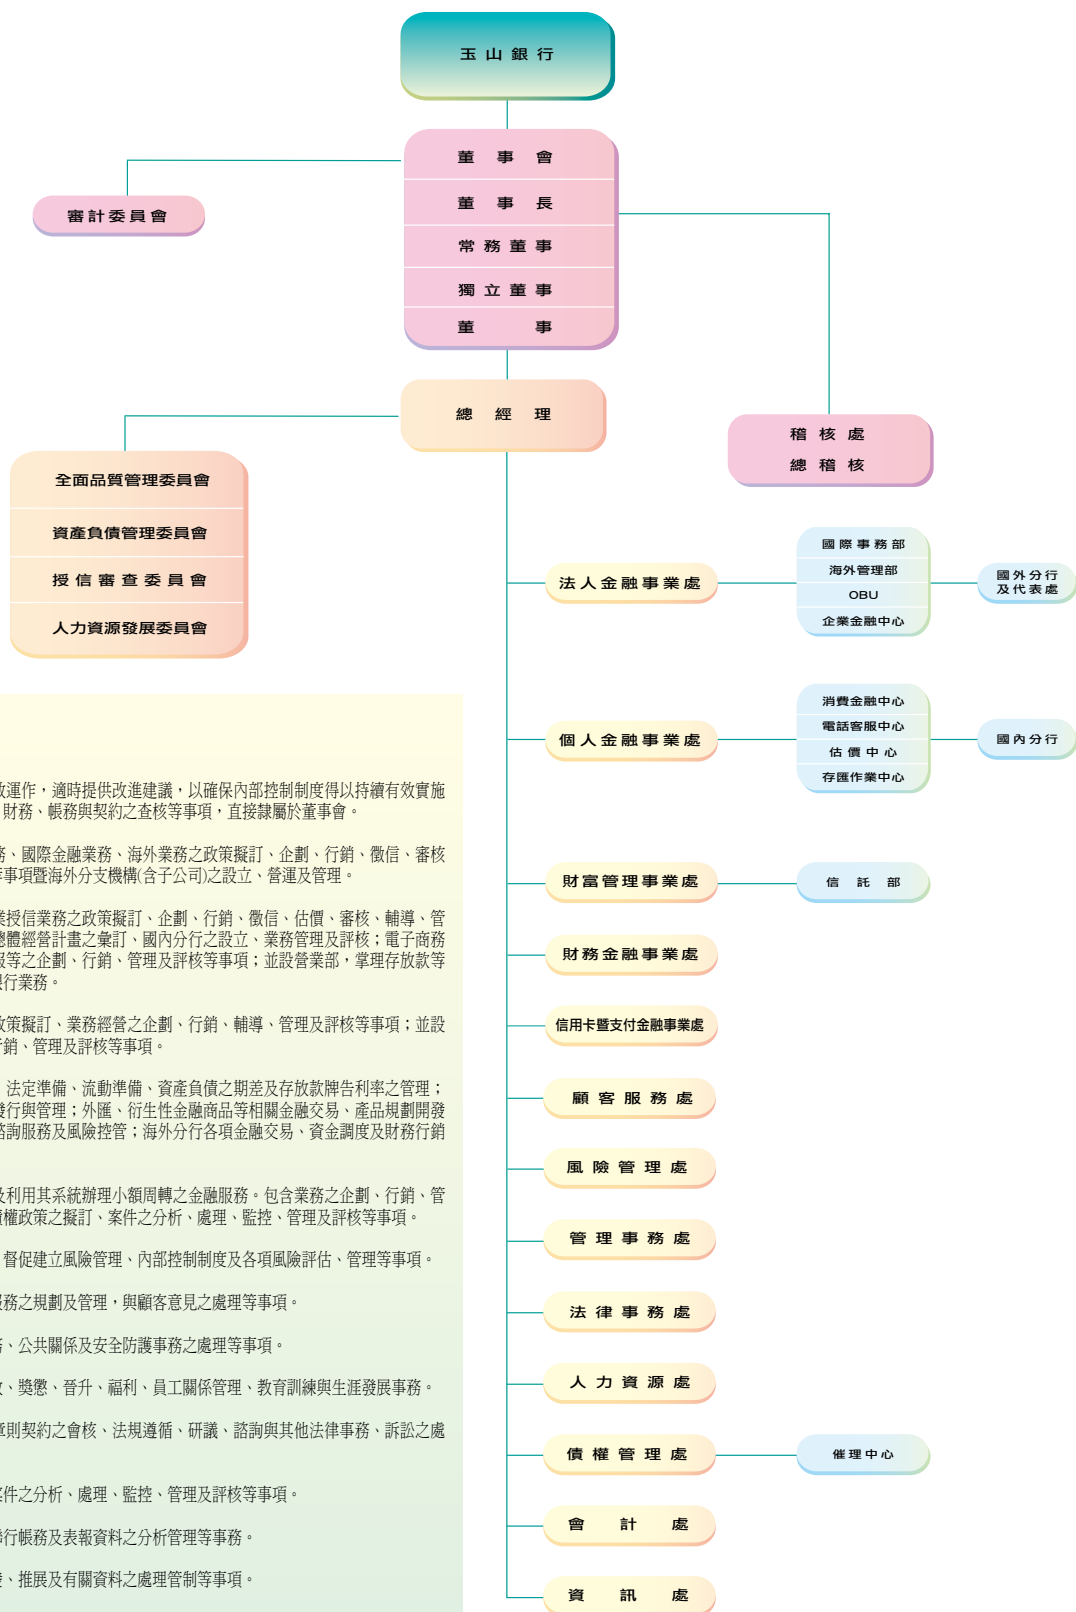 玉山銀行
董事會
董事長
常務董事
獨立董事
董事
審計委員會
總經理
稽核處
總稽核
全面品質管理委員會
資產負債管理委員會
授信審查委員會
人力資源發展委員會
法人金融事業處
國際事務部
海外管理部
OBU
企業金融中心
國外分行
及代表處
個人金融事業處
消費金融中心
電話客服中心
估價中心
存匯作業中心
國內分行
財富管理事業處
信託部
財務金融事業處
信用卡暨支付金融事業處
顧客服務處
風險管理處
管理事務處
法律事務處
人力資源處
債權管理處
催理中心
會計處
資訊處
效運作，適時提供改進建議，以確保內部控制制度得以持續有效實施
、財務、帳務與契約之查核等事項，直接隸屬於董事會。
務、國際金融業務、海外業務之政策擬訂、企劃、行銷、徵信、審核
等事項暨海外分支機構(含子公司)之設立、營運及管理。
業授信業務之政策擬訂、企劃、行銷、徵信、估價、審核、輔導、管
總體經營計畫之彙訂、國內分行之設立、業務管理及評核；電子商務
服等之企劃、行銷、管理及評核等事項；並設營業部，掌理存放款等
銀行業務。
政策擬訂、業務經營之企劃、行銷、輔導、管理及評核等事項；並設
行銷、管理及評核等事項。
、法定準備、流動準備、資產負債之期差及存放款牌告利率之管理；
發行與管理；外匯、衍生性金融商品等相關金融交易、產品規劃開發
諮詢服務及風險控管；海外分行各項金融交易、資金調度及財務行銷
及利用其系統辦理小額周轉之金融服務。包含業務之企劃、行銷、管
債權政策之擬訂、案件之分析、處理、監控、管理及評核等事項。
、督促建立風險管理、內部控制制度及各項風險評估、管理等事項。
服務之規劃及管理，與顧客意見之處理等事項。
務、公共關係及安全防護事務之處理等事項。
效、獎懲、晉升、福利、員工關係管理、教育訓練與生涯發展事務。
章則契約之會核、法規遵循、研議、諮詢與其他法律事務、訴訟之處
案件之分析、處理、監控、管理及評核等事項。
聯行帳務及表報資料之分析管理等事務。
發、推展及有關資料之處理管制等事項。